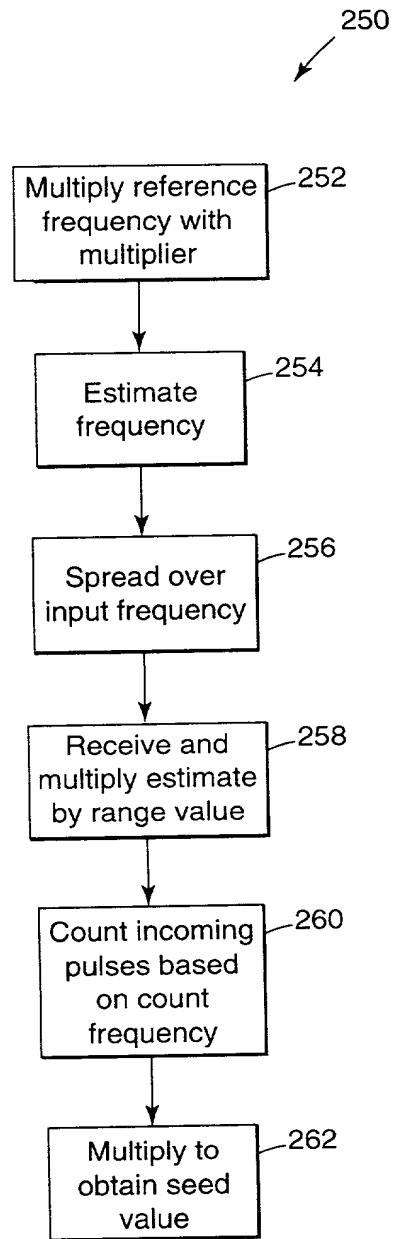 250
Multiply reference
frequency with
multiplier
252
Estimate
frequency
254
Spread over
input frequency
256
Receive and
multiply estimate
by range value
258
Count incoming
pulses based
on count
frequency
260
Multiply to
obtain seed
value
262